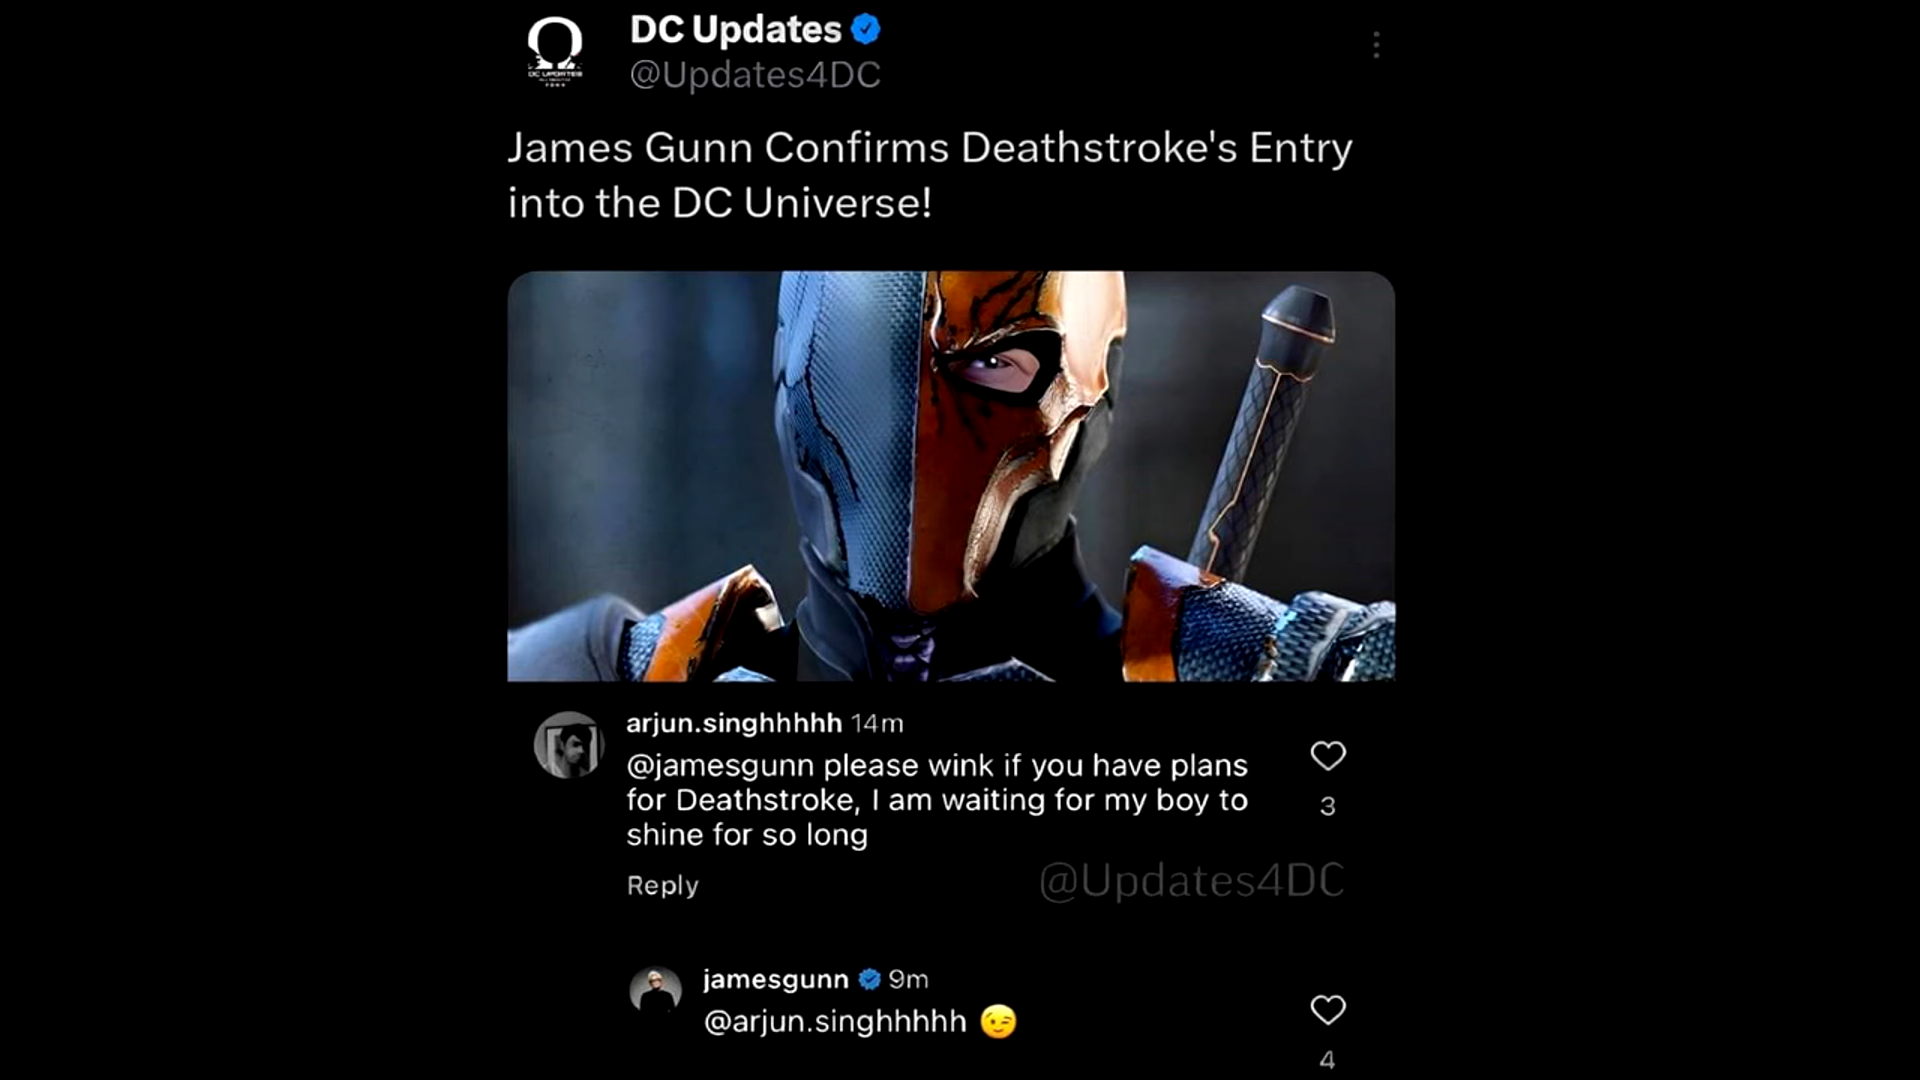 DC Updates
@Updates4DC
DC UPDATES
James Gunn Confirms Deathstroke's Entry
into the DC Universe!
arjun.singhhhhh 14m
@jamesgunn please wink if you have plans
for Deathstroke, I am waiting for my boy to
shine for so long
3
Reply
@Updates4DC
jamesgunn 9m
@arjun.singhhhhh 😉
4